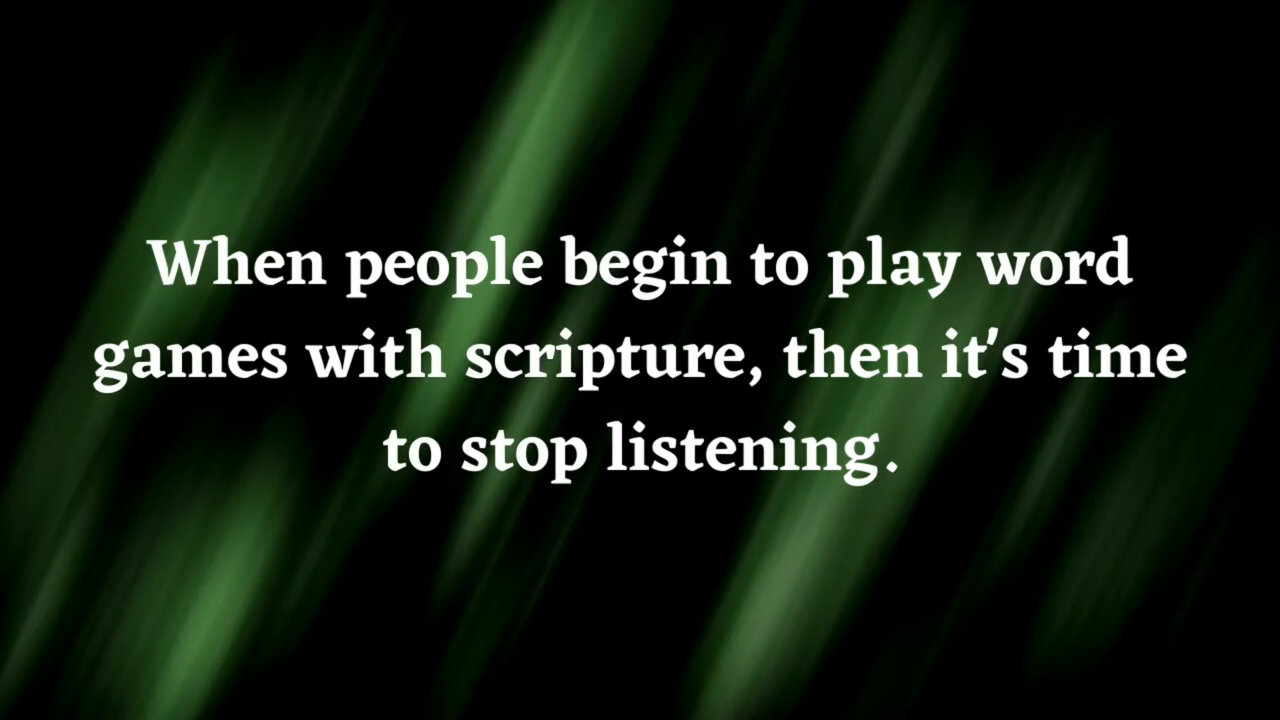 When people begin to play word
games with scripture, then it's time
to stop listening.